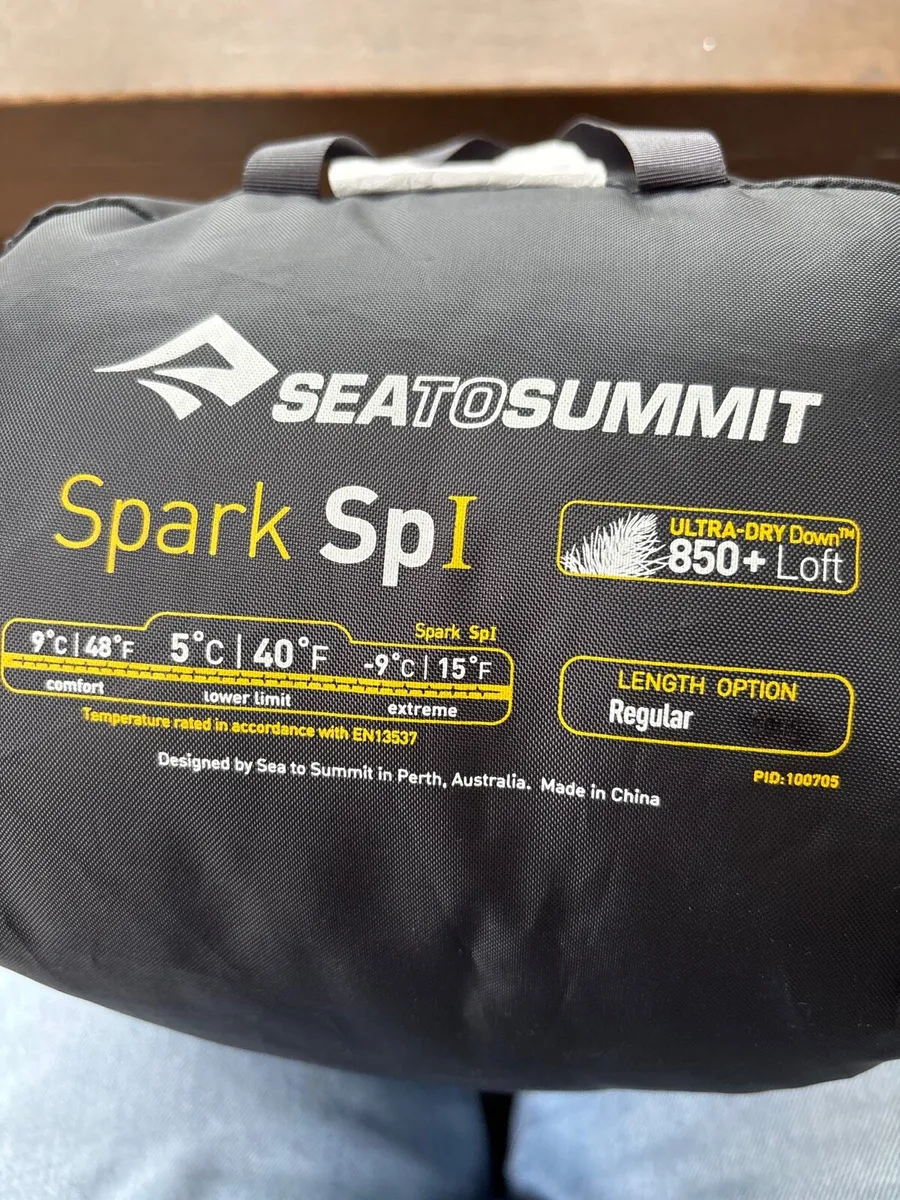 SEATOSUMMIT
Spark SpI
ULTRA-DRY Down™
850+ Loft
Spark SpI
9°C | 48°F 5°C | 40°F -9°C | 15°F
comfort lower limit extreme
Temperature rated in accordance with EN13537
LENGTH OPTION
Regular
PID:100705
Designed by Sea to Summit in Perth, Australia. Made in China